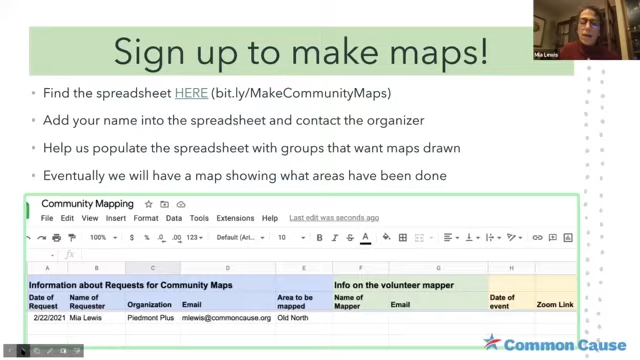 Sign up to make maps!
Mia Lewis
• Find the spreadsheet HERE (bit.ly/MakeCommunityMaps)
• Add your name into the spreadsheet and contact the organizer
• Help us populate the spreadsheet with groups that want maps drawn
• Eventually we will have a map showing what areas have been done
Community Mapping
File Edit View Insert Format Data Tools Extensions Help Last edit was seconds ago
100% $ % .0 .00 123 Default (Ari... 10 B I S A
fx
A B C D E F G H
Information about Requests for Community Maps Info on the volunteer mapper
Date of Request Name of Requester Organization Email Area to be mapped Name of Mapper Email Date of event Zoom Link
2/22/2021 Mia Lewis Piedmont Plus mlewis@commoncause.org Old North
Common Cause